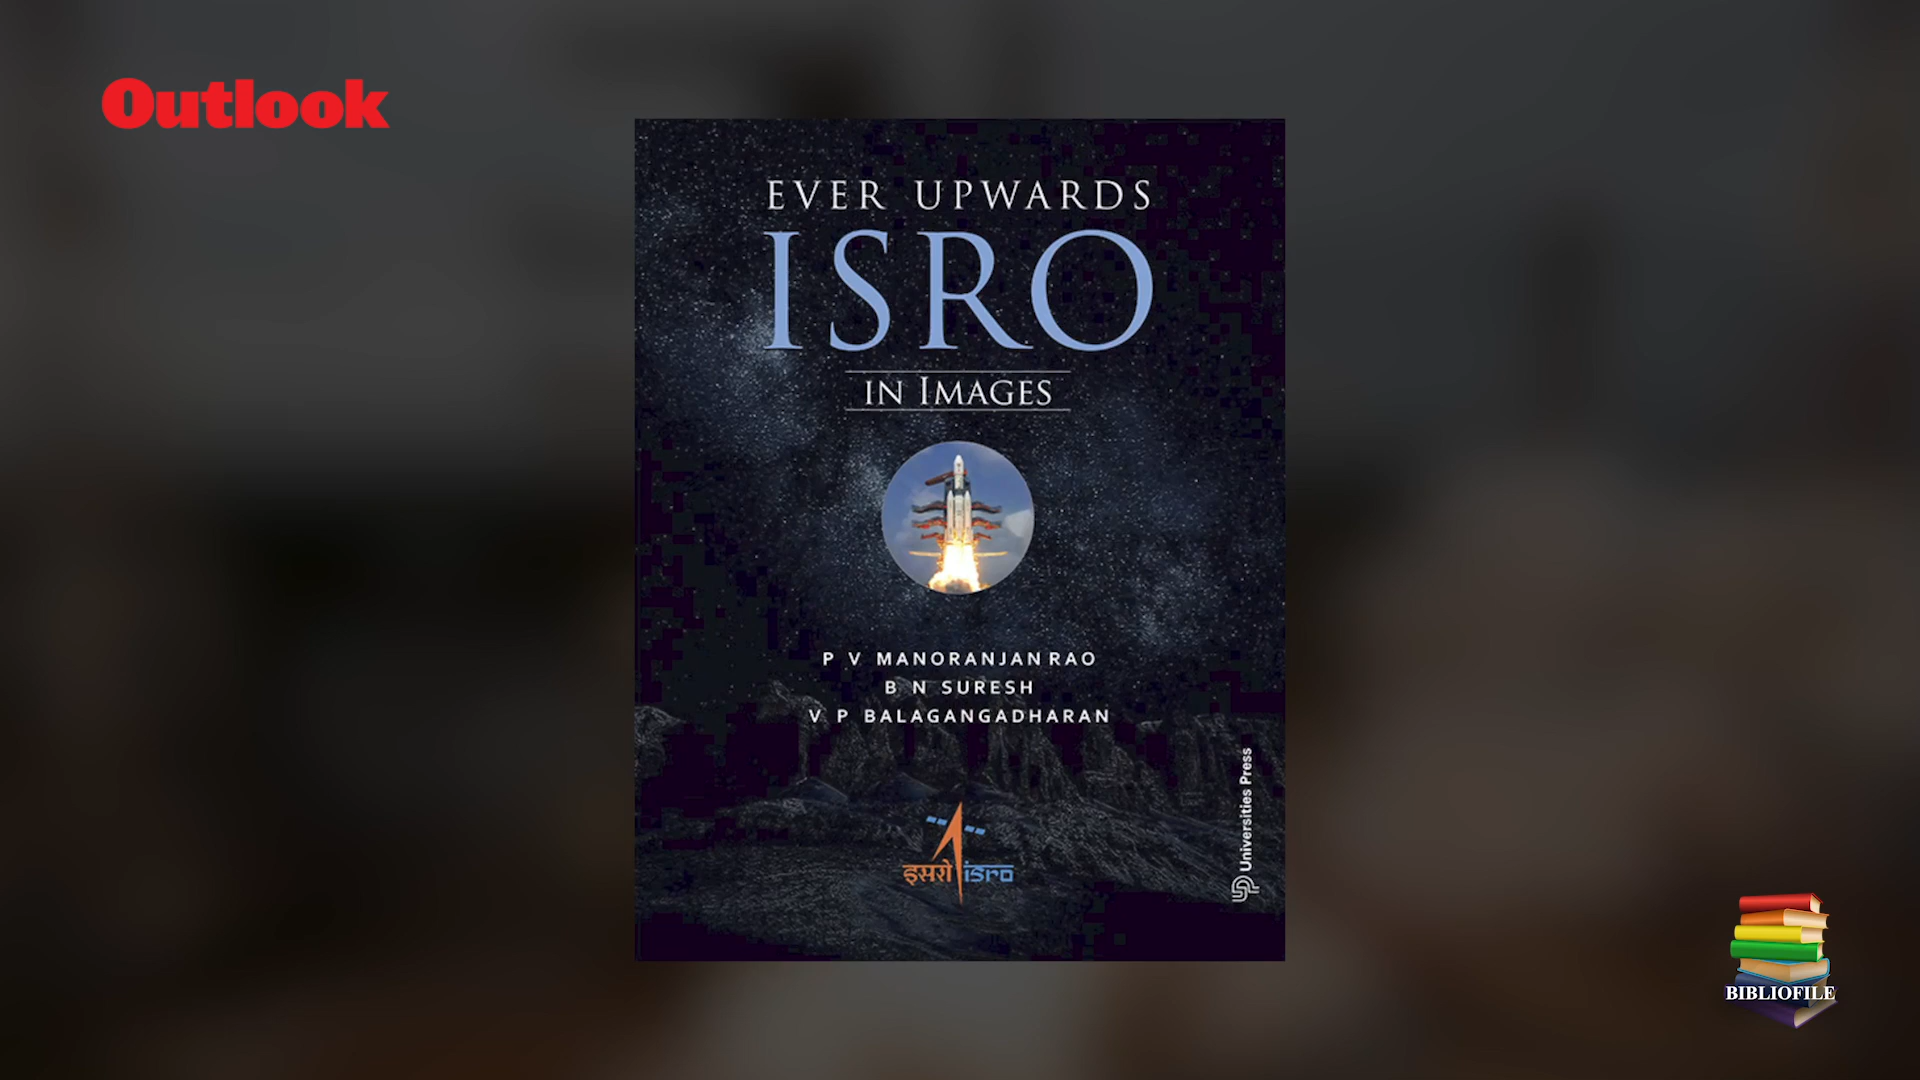 Outlook
EVER UPWARDS
ISRO
IN IMAGES
P V MANORANJAN RAO
B N SURESH
V P BALAGANGADHARAN
Universities Press
इसरो isro
BIBLIOFILE